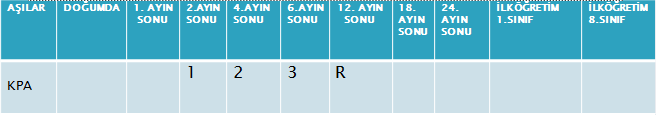 AŞILAR DOĞUMDA 1. AYIN SONU 2.AYIN SONU 4.AYIN SONU 6.AYIN SONU 12. AYIN SONU 18. AYIN SONU 24. AYIN SONU İLKÖĞRETİM 1.SINIF İLKÖĞRETİM 8.SINIF
KPA 1 2 3 R